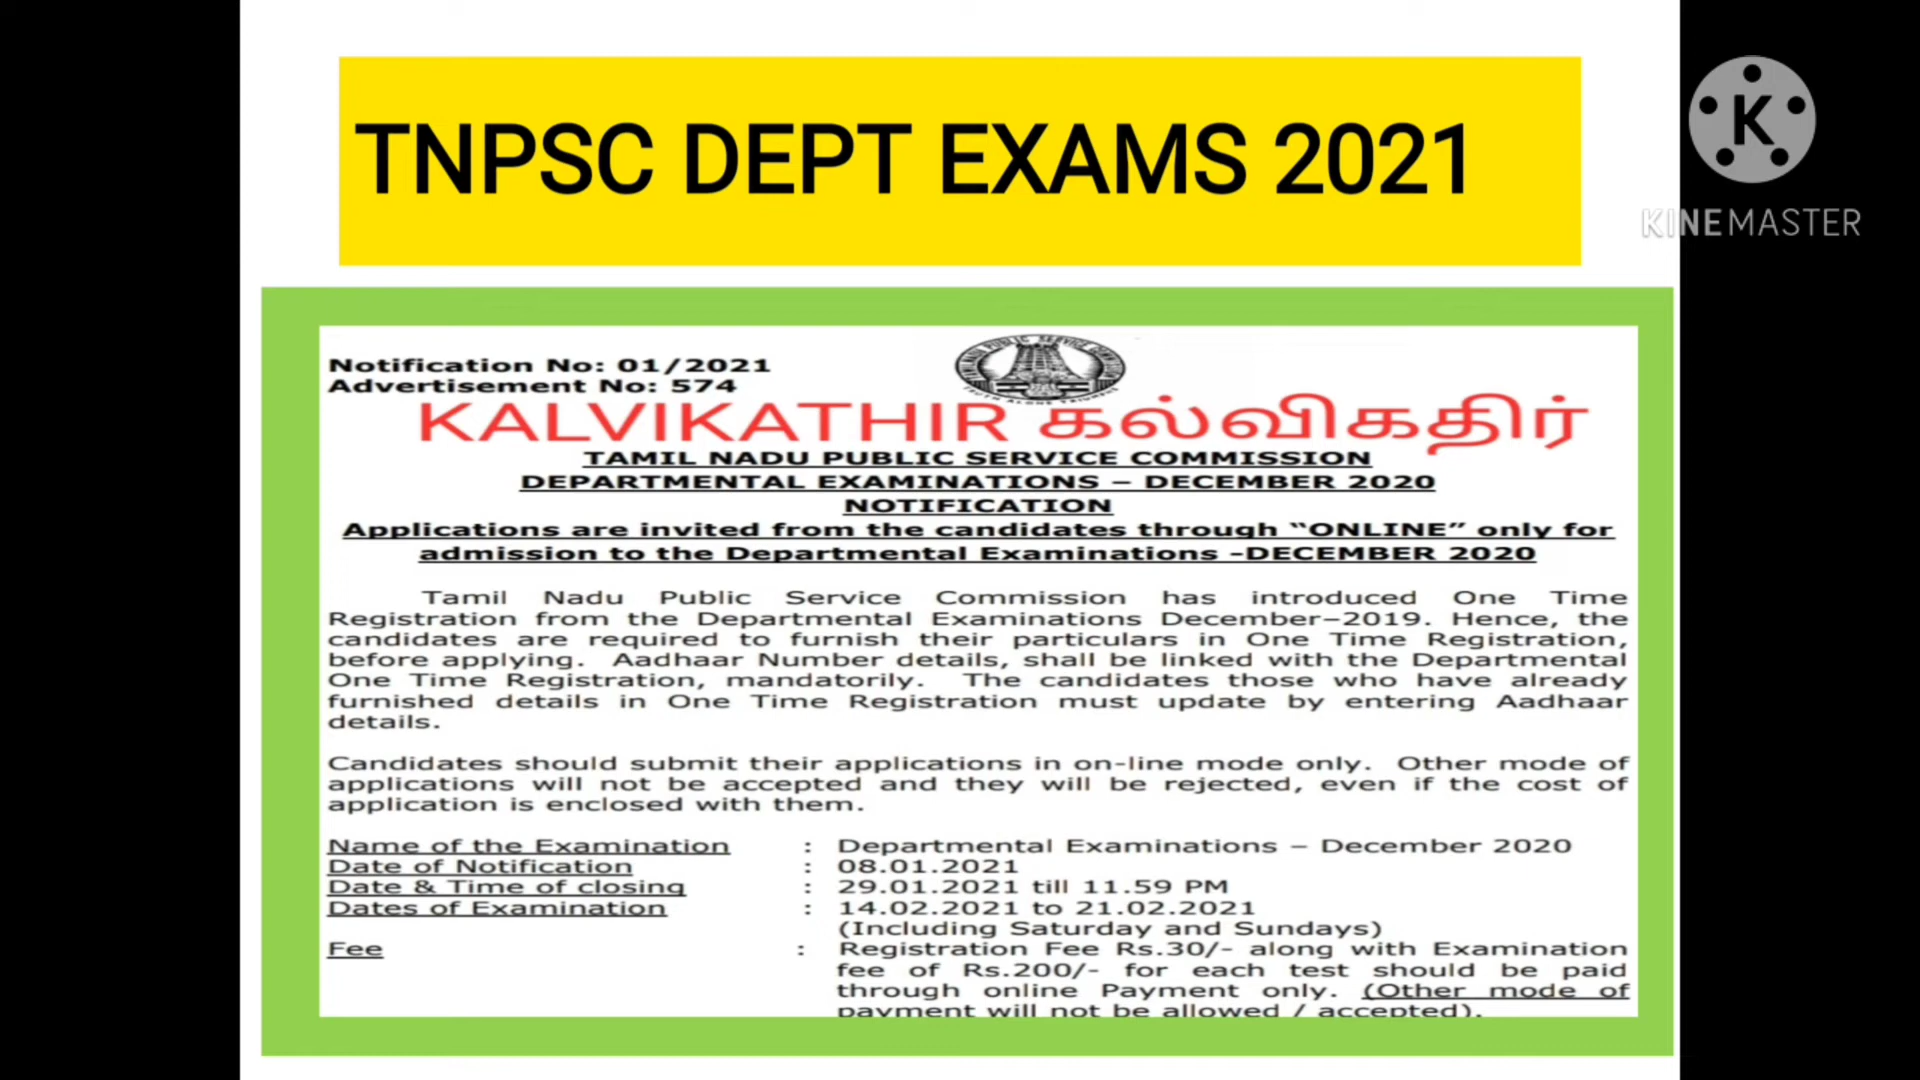 TNPSC DEPT EXAMS 2021
K
KINEMASTER
Notification No: 01/2021
Advertisement No: 574
KALVIKATHIR கல்விகதிர்
TAMIL NADU PUBLIC SERVICE COMMISSION
DEPARTMENTAL EXAMINATIONS – DECEMBER 2020
NOTIFICATION
Applications are invited from the candidates through “ONLINE” only for
admission to the Departmental Examinations -DECEMBER 2020
Tamil Nadu Public Service Commission has introduced One Time
Registration from the Departmental Examinations December–2019. Hence, the
candidates are required to furnish their particulars in One Time Registration,
before applying. Aadhaar Number details, shall be linked with the Departmental
One Time Registration, mandatorily. The candidates those who have already
furnished details in One Time Registration must update by entering Aadhaar
details.
Candidates should submit their applications in on-line mode only. Other mode of
applications will not be accepted and they will be rejected, even if the cost of
application is enclosed with them.
Name of the Examination : Departmental Examinations – December 2020
Date of Notification : 08.01.2021
Date & Time of closing : 29.01.2021 till 11.59 PM
Dates of Examination : 14.02.2021 to 21.02.2021
(Including Saturday and Sundays)
Fee : Registration Fee Rs.30/- along with Examination
fee of Rs.200/- for each test should be paid
through online Payment only. (Other mode of
payment will not be allowed / accepted).